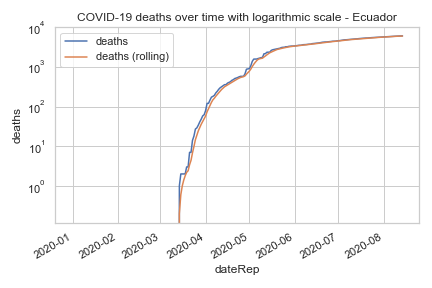 COVID-19 deaths over time with logarithmic scale - Ecuador
deaths
deaths (rolling)
10^4
10^3
10^2
10^1
10^0
deaths
2020-01
2020-02
2020-03
2020-04
2020-05
2020-06
2020-07
2020-08
dateRep